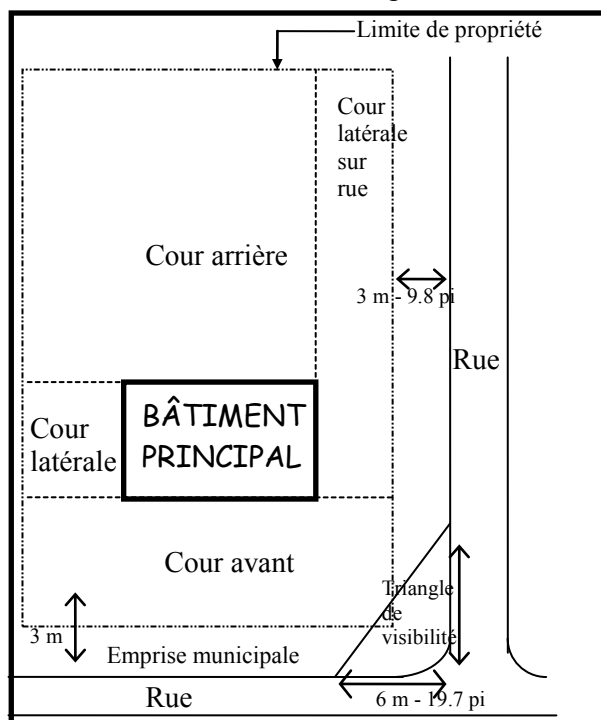 Limite de propriété
Cour
latérale
sur
rue
Cour arrière
3 m - 9.8 pi
Rue
BÂTIMENT
PRINCIPAL
Cour
latérale
Cour avant
Triangle
de
visibilité
3 m
Emprise municipale
6 m - 19.7 pi
Rue